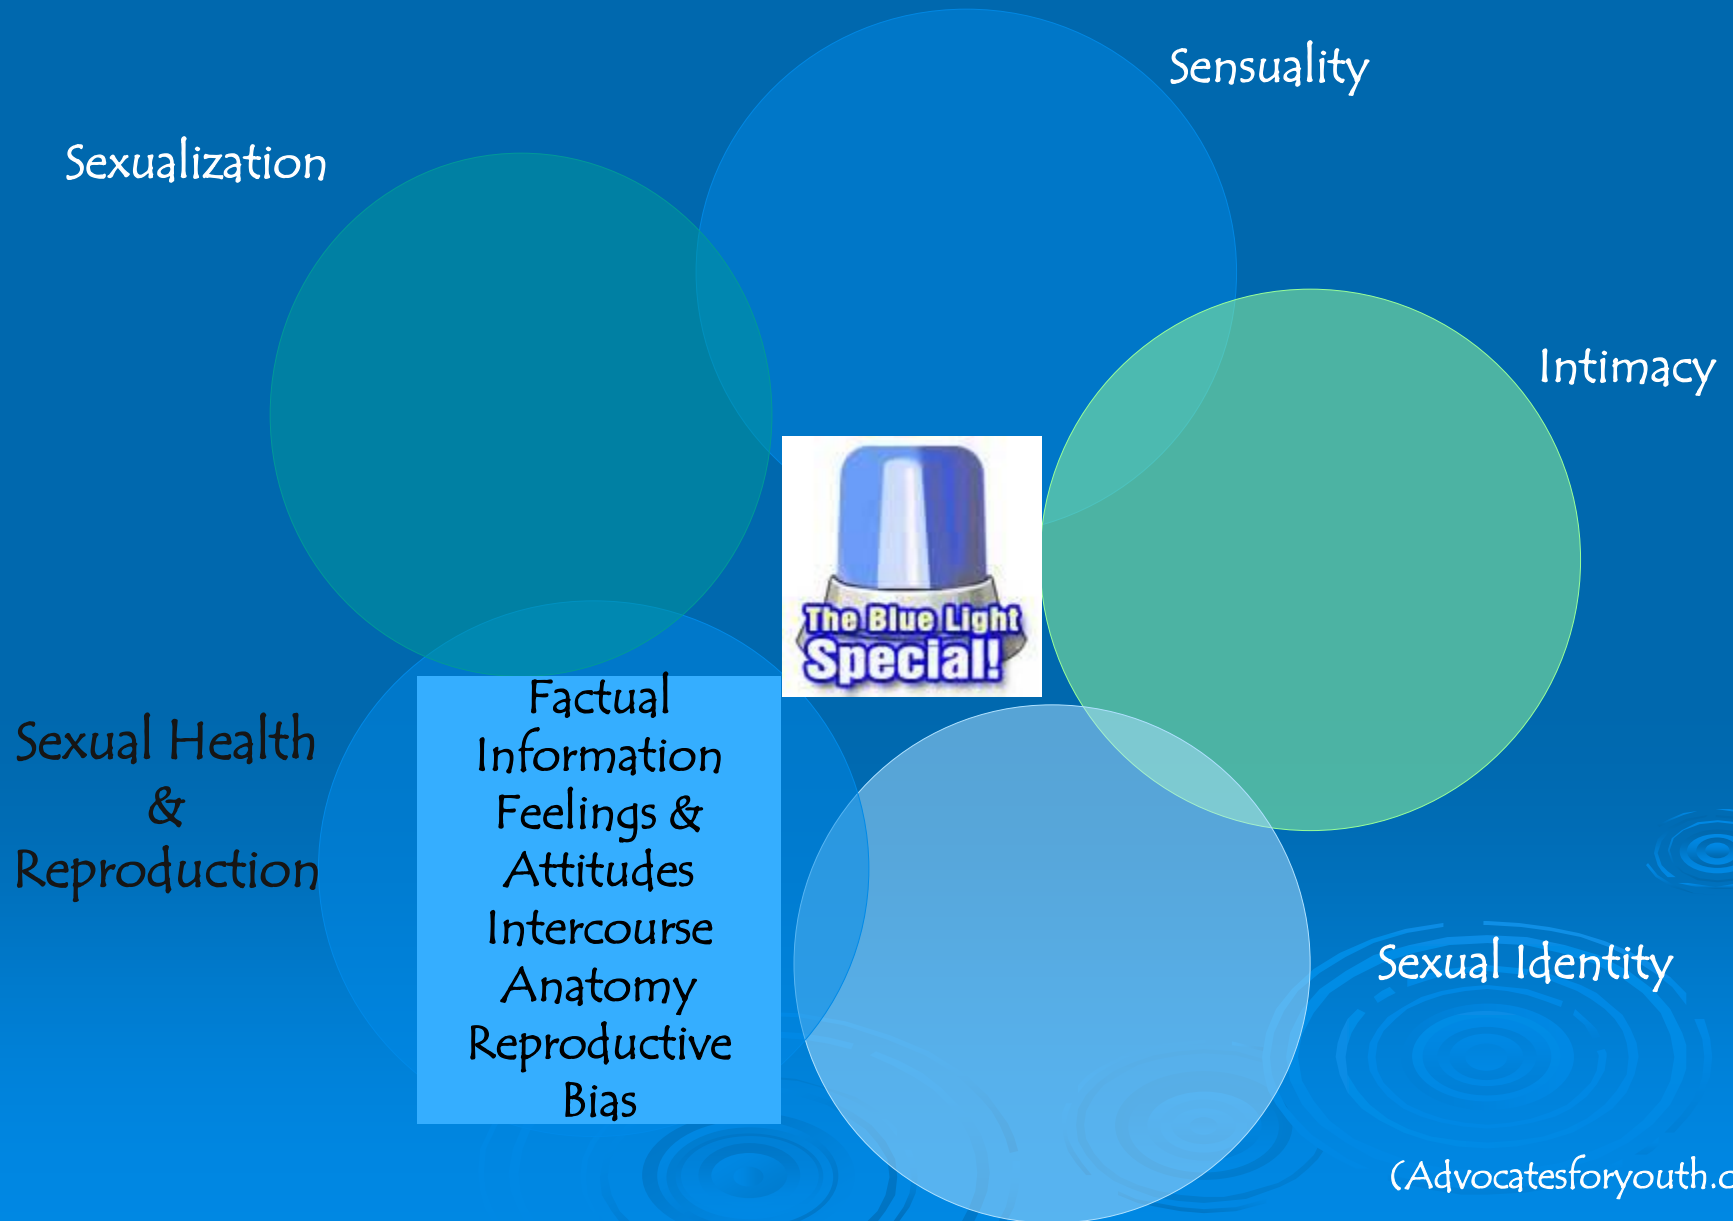 Sensuality
Sexualization
Intimacy
The Blue Light
Special!
Sexual Health
&
Reproduction
Factual
Information
Feelings &
Attitudes
Intercourse
Anatomy
Reproductive
Bias
Sexual Identity
(Advocatesforyouth.c